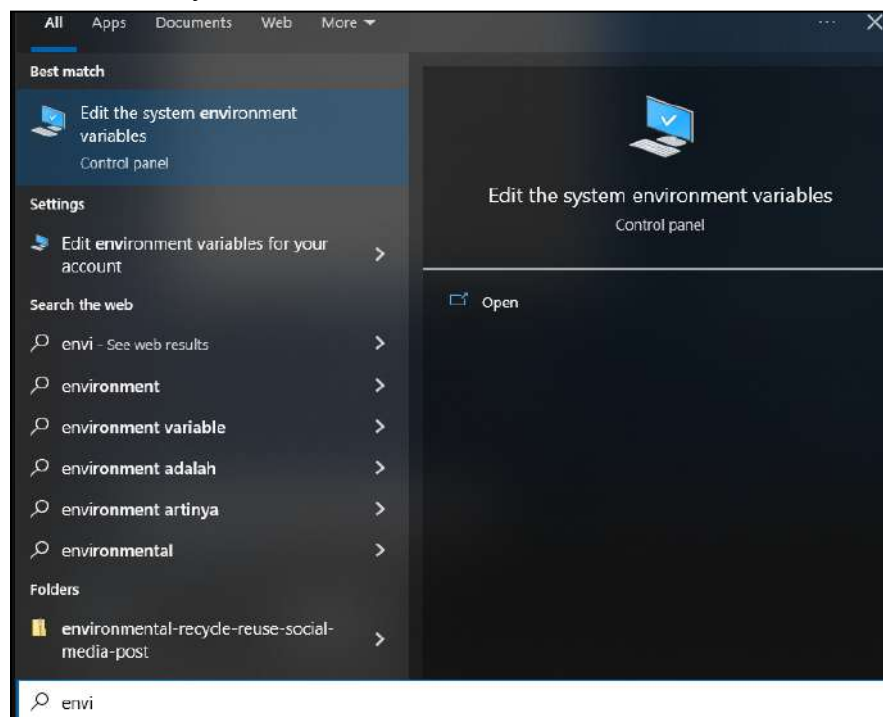 All Apps Documents Web More
Best match
Edit the system environment
variables
Control panel
Settings
Edit environment variables for your
account
Search the web
envi - See web results
environment
environment variable
environment adalah
environment artinya
environmental
Folders
environmental-recycle-reuse-social-
media-post
envi
Edit the system environment variables
Control panel
Open